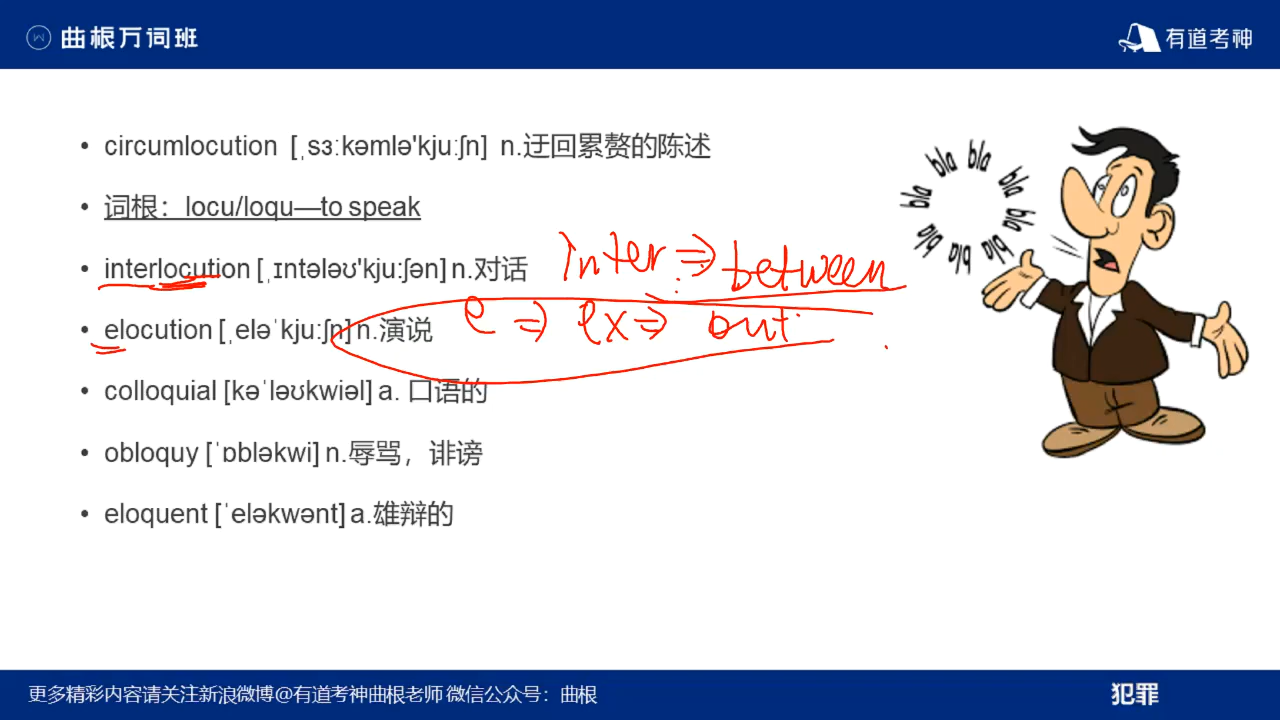 曲根万词班
有道考神
circumlocution [ˌsɜːkəmlə'kjuːʃn] n.迂回累赘的陈述
词根：locu/loqu—to speak
interlocution [ˌɪntələʊ'kjuːʃən] n.对话
inter ⇒ between
elocution [ˌeləˈkjuːʃn] n.演说
e ⇒ ex ⇒ out
colloquial [kəˈləʊkwiəl] a. 口语的
obloquy [ˈɒbləkwi] n.辱骂，诽谤
eloquent [ˈeləkwənt] a.雄辩的
bla bla bla bla bla bla bla bla bla
更多精彩内容请关注新浪微博@有道考神曲根老师 微信公众号：曲根
犯罪